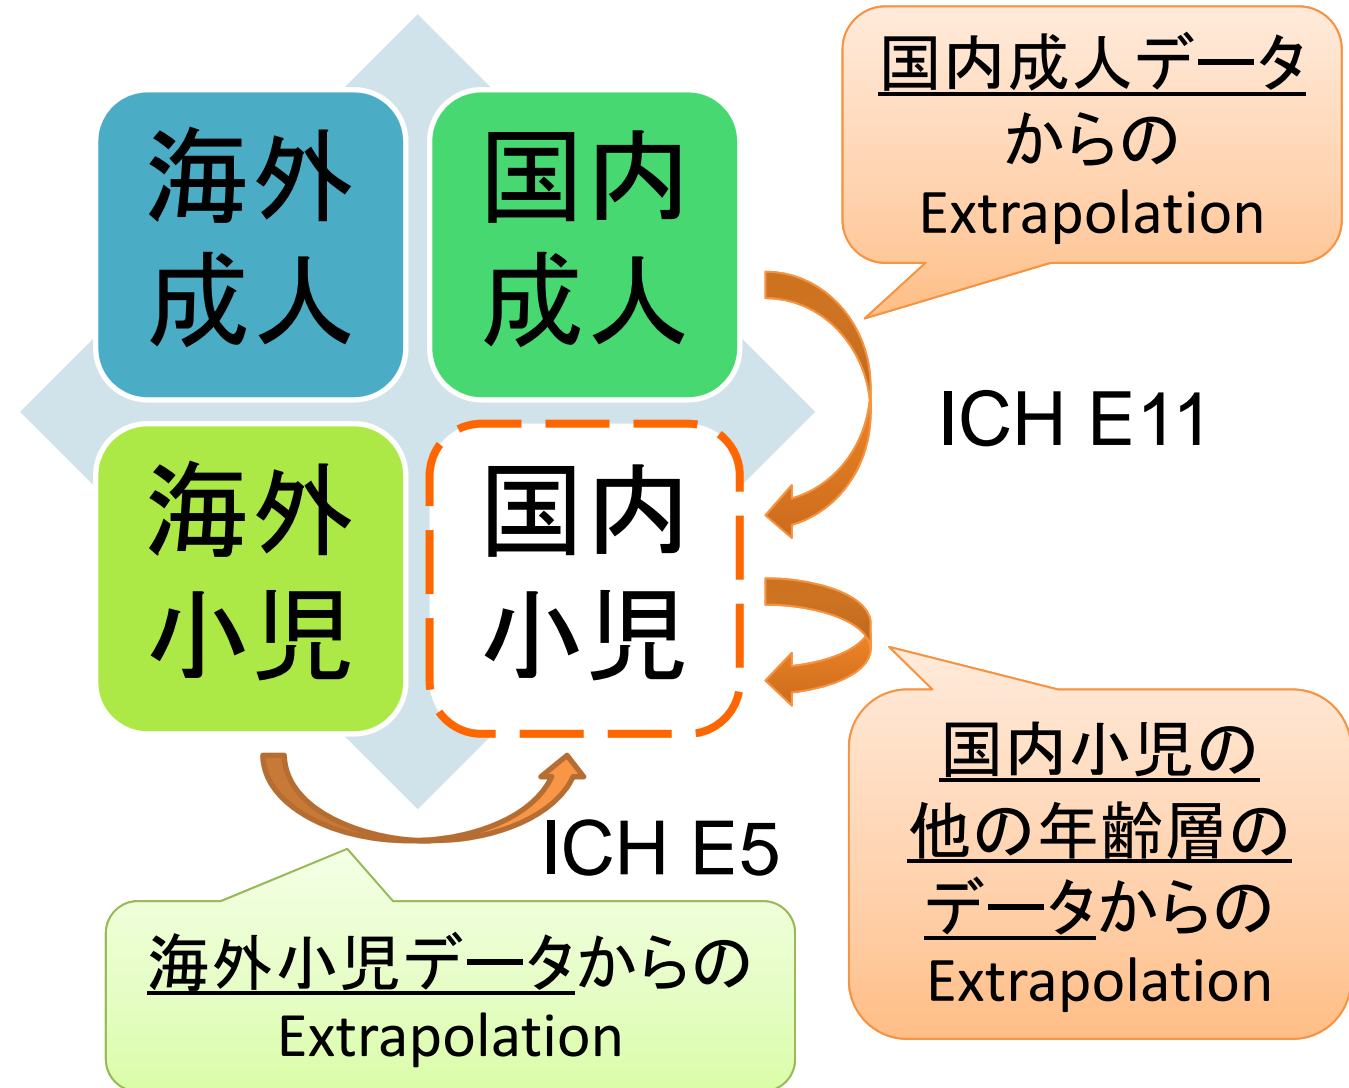 海外
成人
国内
成人
海外
小児
国内
小児
国内成人データ
からの
Extrapolation
ICH E11
国内小児の
他の年齢層の
データからの
Extrapolation
ICH E5
海外小児データからの
Extrapolation